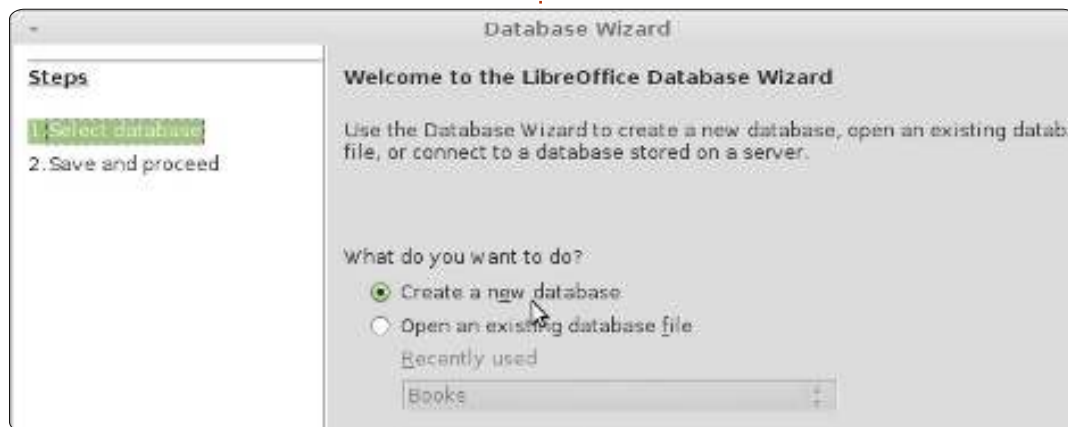 Database Wizard
Steps
1. Select database
2. Save and proceed
Welcome to the LibreOffice Database Wizard
Use the Database Wizard to create a new database, open an existing datab
file, or connect to a database stored on a server.
What do you want to do?
Create a new database
Open an existing database file
Recently used
Books